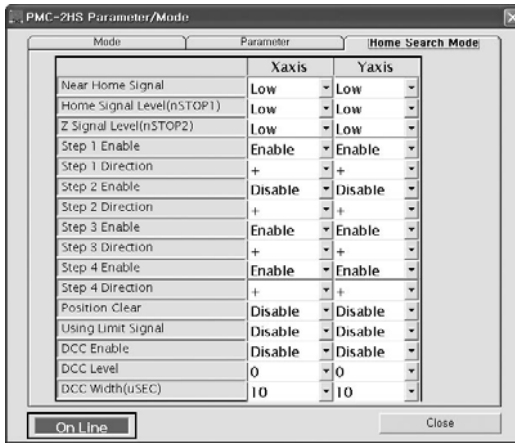 PMC-2HS Parameter/Mode
Mode Parameter Home Search Mode
Xaxis Yaxis
Near Home Signal Low Low
Home Signal Level(nSTOP1) Low Low
Z Signal Level(nSTOP2) Low Low
Step 1 Enable Enable Enable
Step 1 Direction + +
Step 2 Enable Disable Disable
Step 2 Direction + +
Step 3 Enable Enable Enable
Step 3 Direction + +
Step 4 Enable Enable Enable
Step 4 Direction + +
Position Clear Disable Disable
Using Limit Signal Disable Disable
DCC Enable Disable Disable
DCC Level 0 0
DCC Width(uSEC) 10 10
On Line Close